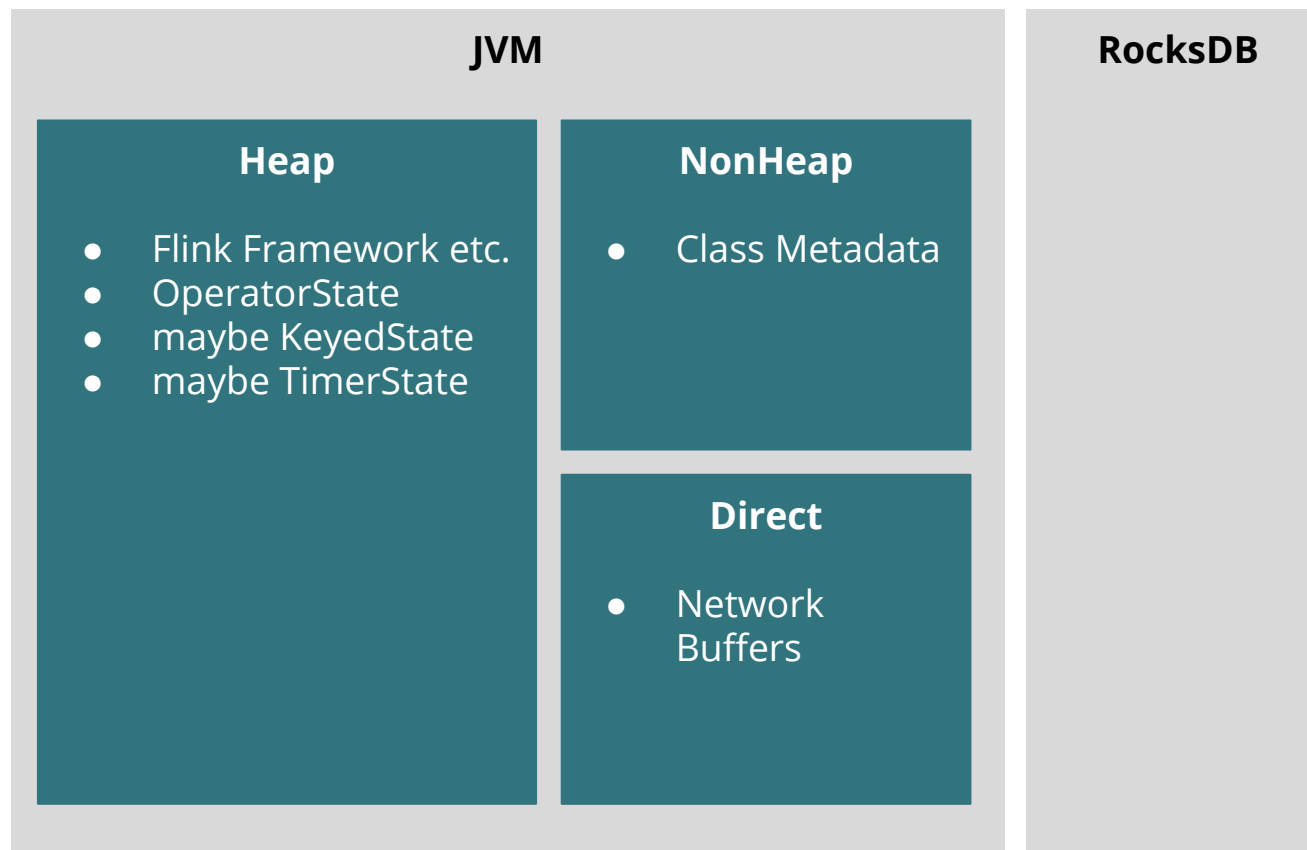 JVM
Heap
● Flink Framework etc.
● OperatorState
● maybe KeyedState
● maybe TimerState
NonHeap
● Class Metadata
Direct
● Network
Buffers
RocksDB